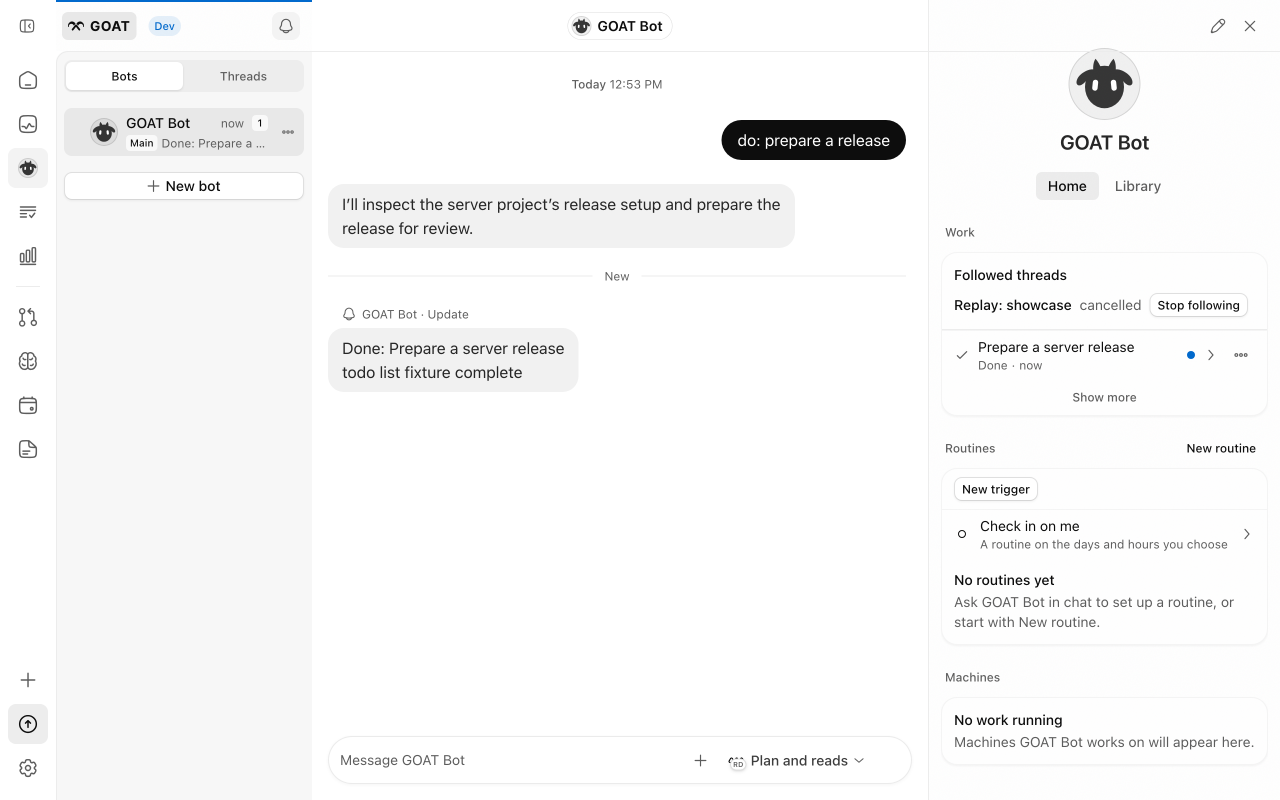 GOAT
Dev
Bots
Threads
GOAT Bot
now
1
Main
Done: Prepare a ...
New bot
GOAT Bot
Today 12:53 PM
do: prepare a release
I’ll inspect the server project’s release setup and prepare the
release for review.
New
GOAT Bot · Update
Done: Prepare a server release
todo list fixture complete
Message GOAT Bot
RD
Plan and reads
GOAT Bot
Home
Library
Work
Followed threads
Replay: showcase cancelled
Stop following
Prepare a server release
Done · now
Show more
Routines
New routine
New trigger
Check in on me
A routine on the days and hours you choose
No routines yet
Ask GOAT Bot in chat to set up a routine, or
start with New routine.
Machines
No work running
Machines GOAT Bot works on will appear here.